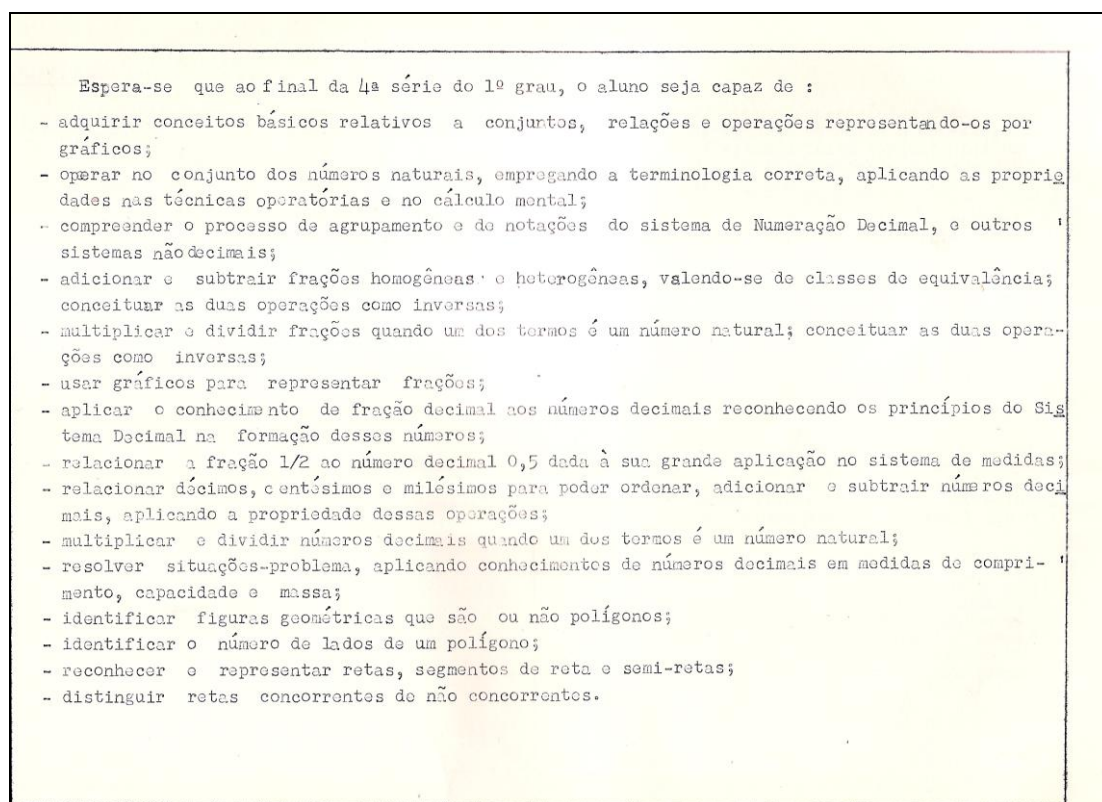 Espera-se que ao final da 4ª série do 1º grau, o aluno seja capaz de :
- adquirir conceitos básicos relativos a conjuntos, relações e operações representando-os por
gráficos;
- operar no conjunto dos números naturais, empregando a terminologia correta, aplicando as proprie
dades nas técnicas operatórias e no cálculo mental;
- compreender o processo de agrupamento e de notações do sistema de Numeração Decimal, e outros '
sistemas não decimais;
- adicionar e subtrair frações homogêneas e heterogêneas, valendo-se de classes de equivalência;
conceituar as duas operações como inversas;
- multiplicar e dividir frações quando um dos termos é um número natural; conceituar as duas opera-
ções como inversas;
- usar gráficos para representar frações;
- aplicar o conhecimento de fração decimal aos números decimais reconhecendo os princípios do Sis
tema Decimal na formação desses números;
- relacionar a fração 1/2 ao número decimal 0,5 dada à sua grande aplicação no sistema de medidas;
- relacionar décimos, centésimos e milésimos para poder ordenar, adicionar e subtrair números deci
mais, aplicando a propriedade dessas operações;
- multiplicar e dividir números decimais quando um dos termos é um número natural;
- resolver situações-problema, aplicando conhecimentos de números decimais em medidas de compri- '
mento, capacidade e massa;
- identificar figuras geométricas que são ou não polígonos;
- identificar o número de lados de um polígono;
- reconhecer e representar retas, segmentos de reta e semi-retas;
- distinguir retas concorrentes de não concorrentes.